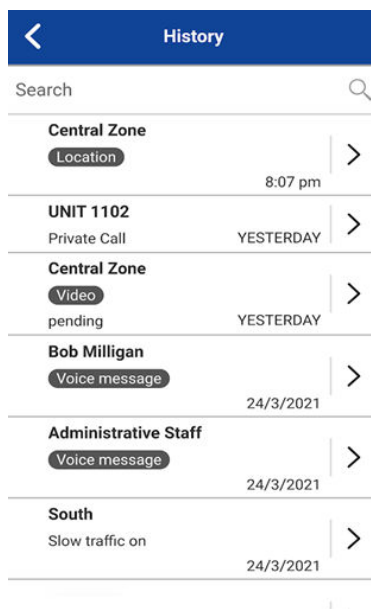 History
Search
Central Zone
Location
8:07 pm
UNIT 1102
Private Call YESTERDAY
Central Zone
Video
pending YESTERDAY
Bob Milligan
Voice message
24/3/2021
Administrative Staff
Voice message
24/3/2021
South
Slow traffic on
24/3/2021